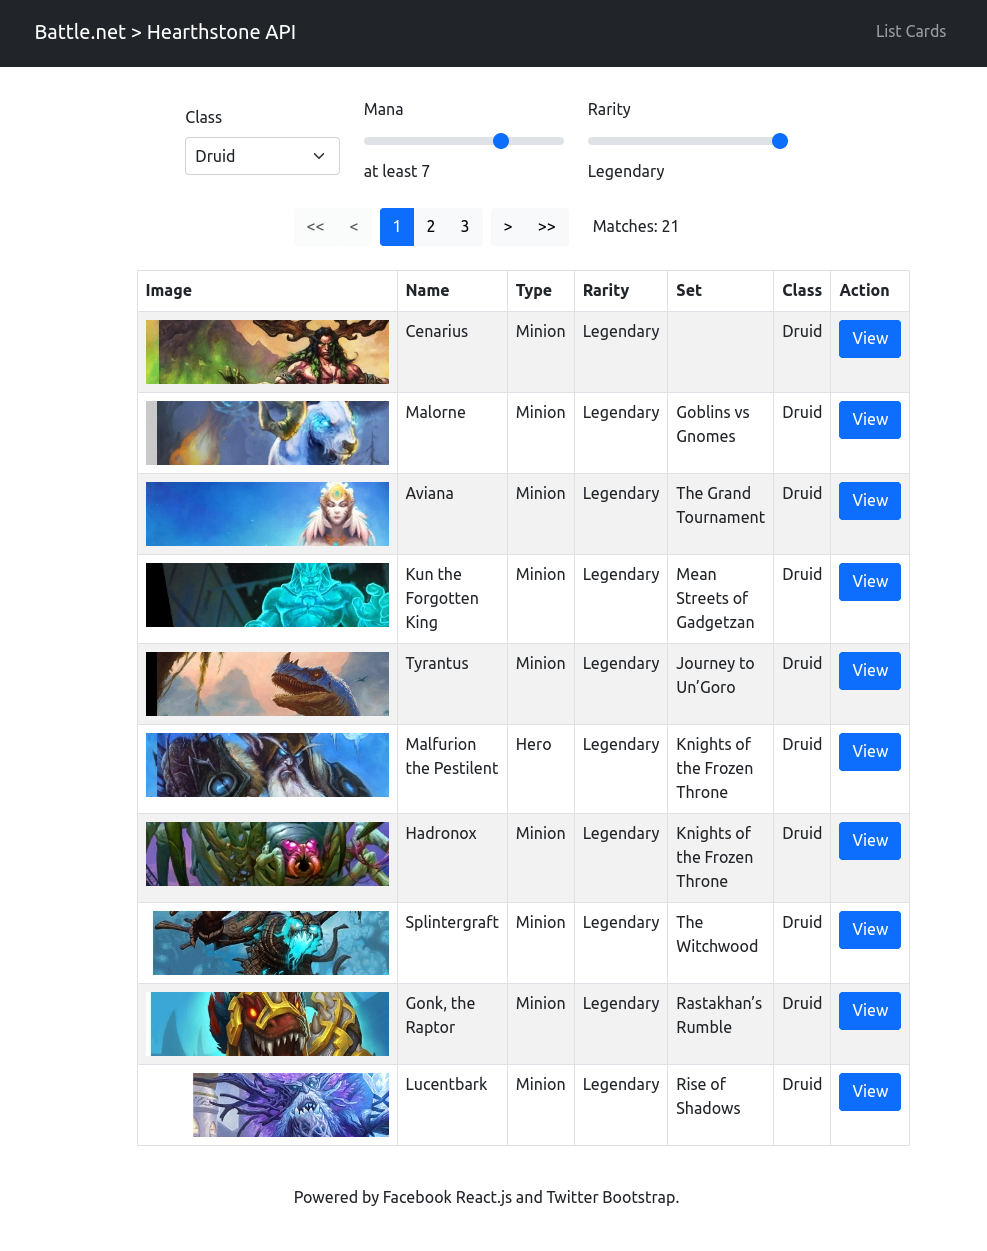 Battle.net > Hearthstone API
List Cards
Class
Druid
Mana
at least 7
Rarity
Legendary
<< < 1 2 3 > >> Matches: 21
Image Name Type Rarity Set Class Action
Cenarius Minion Legendary Druid View
Malorne Minion Legendary Goblins vs Druid View
Gnomes
Aviana Minion Legendary The Grand Druid View
Tournament
Kun the Minion Legendary Mean Druid View
Forgotten Streets of
King Gadgetzan
Tyrantus Minion Legendary Journey to Druid View
Un’Goro
Malfurion Hero Legendary Knights of Druid View
the Pestilent the Frozen
Throne
Hadronox Minion Legendary Knights of Druid View
the Frozen
Throne
Splintergraft Minion Legendary The Druid View
Witchwood
Gonk, the Minion Legendary Rastakhan’s Druid View
Raptor Rumble
Lucentbark Minion Legendary Rise of Druid View
Shadows
Powered by Facebook React.js and Twitter Bootstrap.